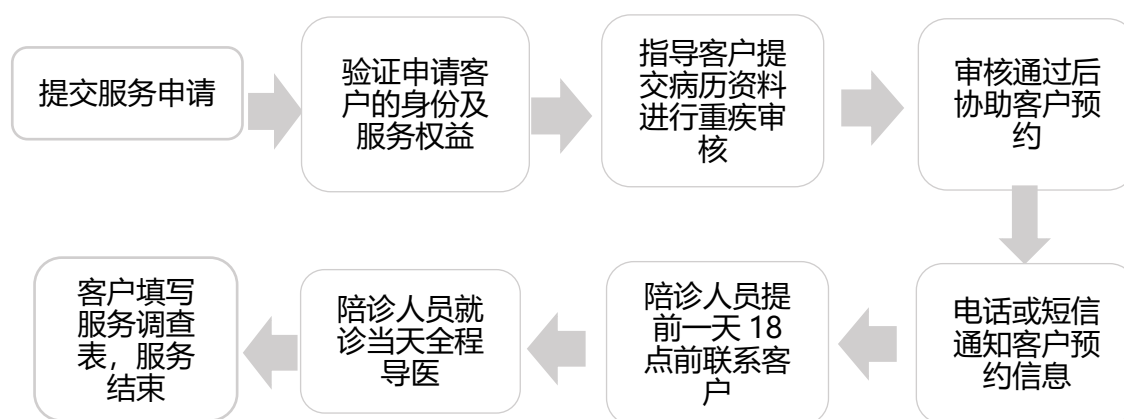 提交服务申请
验证申请客
户的身份及
服务权益
指导客户提
交病历资料
进行重疾审
核
审核通过后
协助客户预
约
电话或短信
通知客户预
约信息
陪诊人员提
前一天 18
点前联系客
户
陪诊人员就
诊当天全程
导医
客户填写
服务调查
表，服务
结束